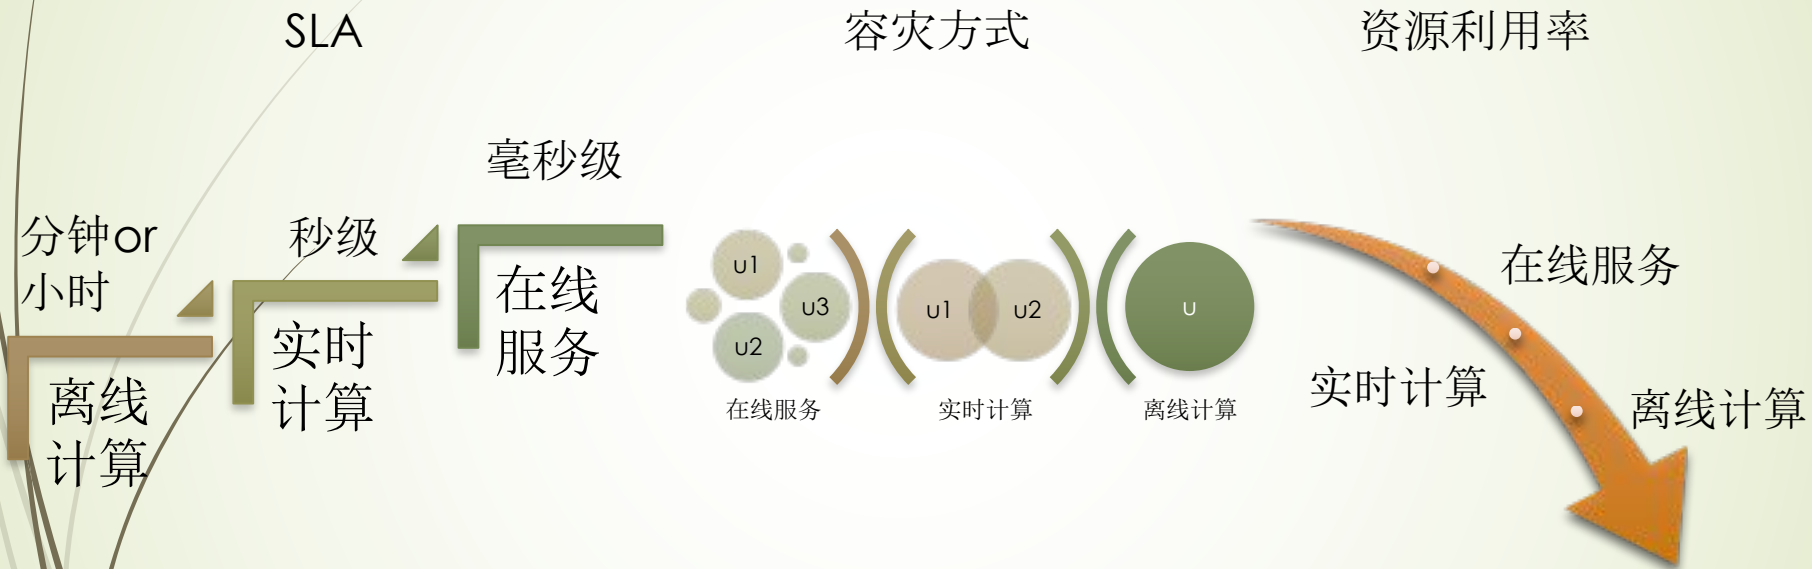 SLA
容灾方式
资源利用率
分钟or
小时
离线
计算
秒级
实时
计算
毫秒级
在线
服务
u1
u3
u2
在线服务
u1
u2
实时计算
u
离线计算
在线服务
实时计算
离线计算